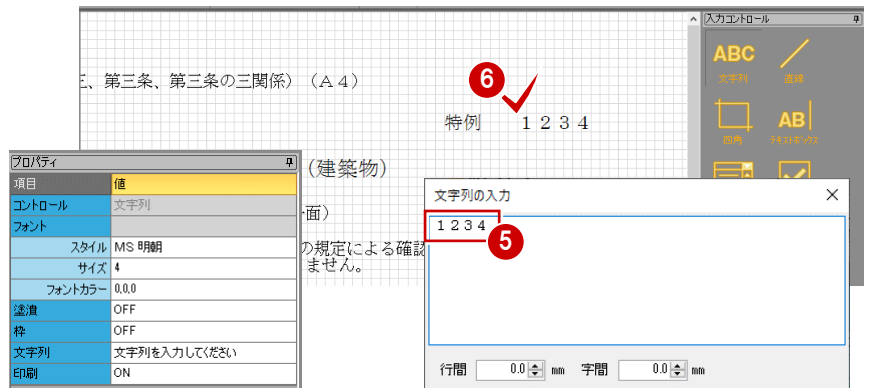 入力コントロール
ABC
文字列
直線
四角
AB
テキストボックス
、第三条、第三条の三関係）（Ａ４）
6
特例　１２３４
（建築物）
面）
の規定による確認
ません。
プロパティ
項目 値
コントロール 文字列
フォント
スタイル MS 明朝
サイズ 4
フォントカラー 0,0,0
塗潰 OFF
枠 OFF
文字列 文字列を入力してください
印刷 ON
文字列の入力
１２３４
5
行間 0.0 mm 字間 0.0 mm